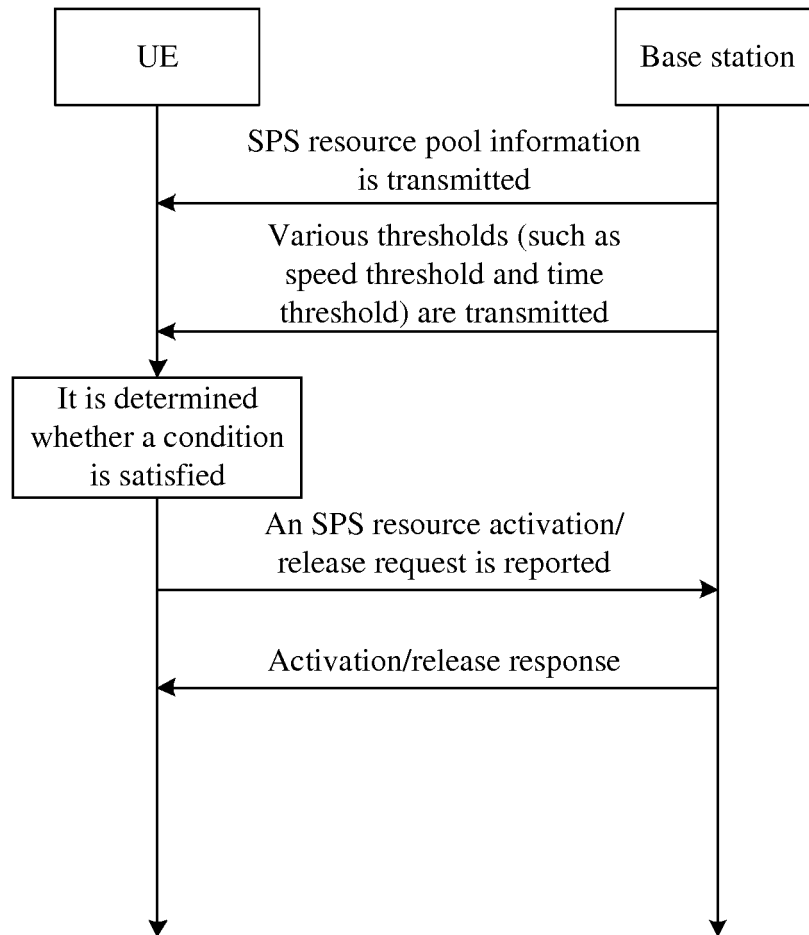 UE
Base station
SPS resource pool information
is transmitted
Various thresholds (such as
speed threshold and time
threshold) are transmitted
It is determined
whether a condition
is satisfied
An SPS resource activation/
release request is reported
Activation/release response